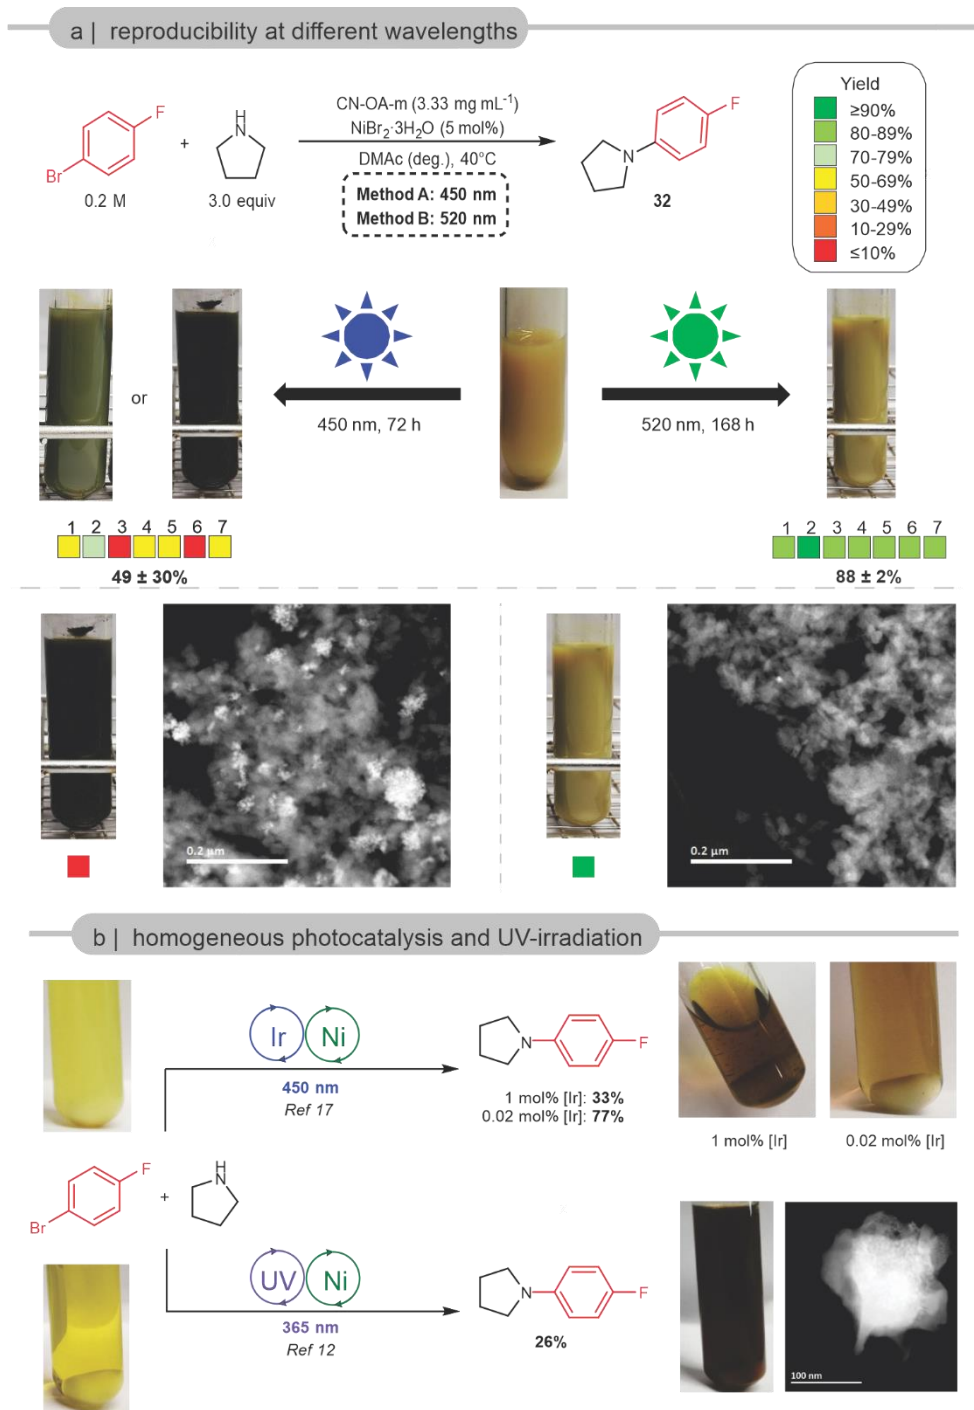 a | reproducibility at different wavelengths
F
Br
0.2 M
+
H
N
3.0 equiv
CN-OA-m (3.33 mg mL⁻¹)
NiBr₂·3H₂O (5 mol%)
DMAc (deg.), 40°C
Method A: 450 nm
Method B: 520 nm
N
F
32
Yield
≥90%
80-89%
70-79%
50-69%
30-49%
10-29%
≤10%
or
450 nm, 72 h
520 nm, 168 h
1 2 3 4 5 6 7
49 ± 30%
1 2 3 4 5 6 7
88 ± 2%
0.2 µm
0.2 µm
b | homogeneous photocatalysis and UV-irradiation
Ir Ni
450 nm
Ref 17
N
F
1 mol% [Ir]: 33%
0.02 mol% [Ir]: 77%
1 mol% [Ir]
0.02 mol% [Ir]
F
Br
+
H
N
UV Ni
365 nm
Ref 12
N
F
26%
100 nm